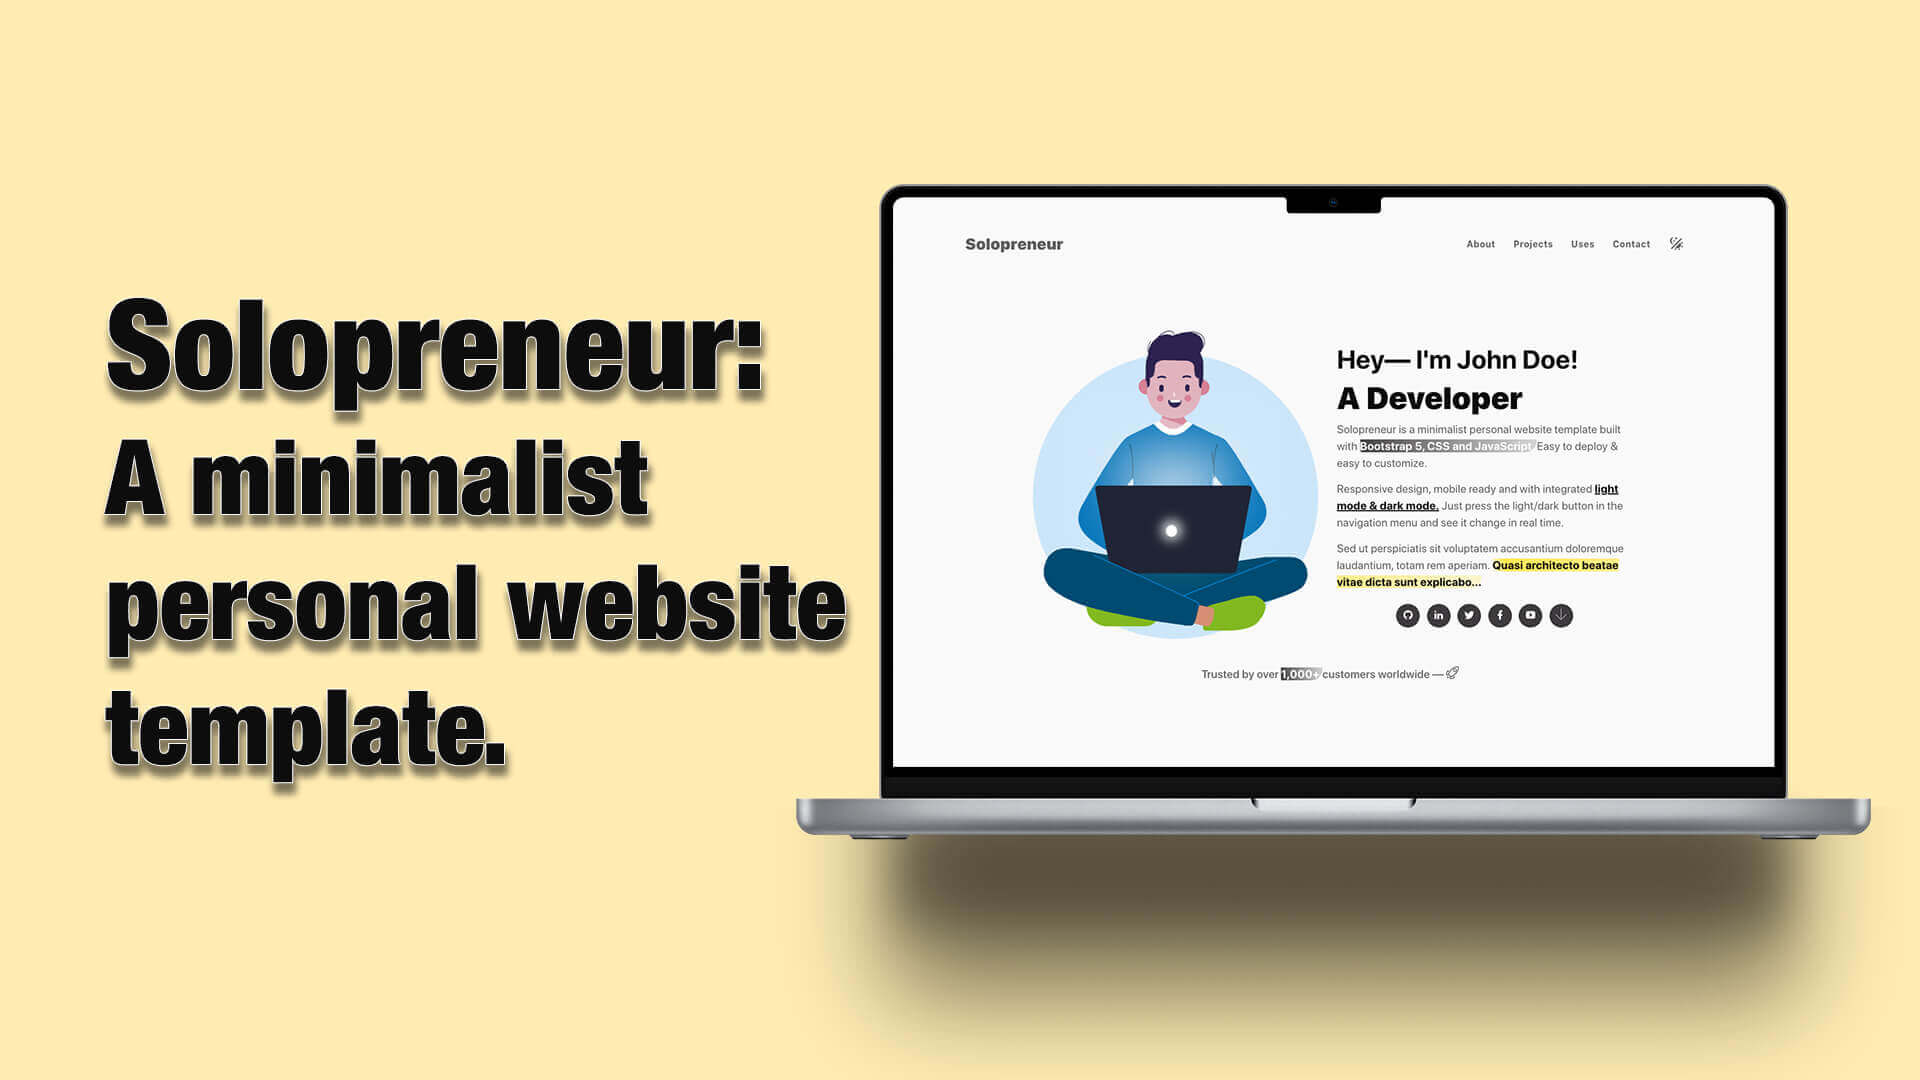 Solopreneur:
A minimalist
personal website
template.
Solopreneur
About Projects Uses Contact
Hey— I'm John Doe!
A Developer
Solopreneur is a minimalist personal website template built
with Bootstrap 5, CSS and JavaScript. Easy to deploy &
easy to customize.
Responsive design, mobile ready and with integrated light
mode & dark mode. Just press the light/dark button in the
navigation menu and see it change in real time.
Sed ut perspiciatis sit voluptatem accusantium doloremque
laudantium, totam rem aperiam. Quasi architecto beatae
vitae dicta sunt explicabo...
Trusted by over 1,000+ customers worldwide —